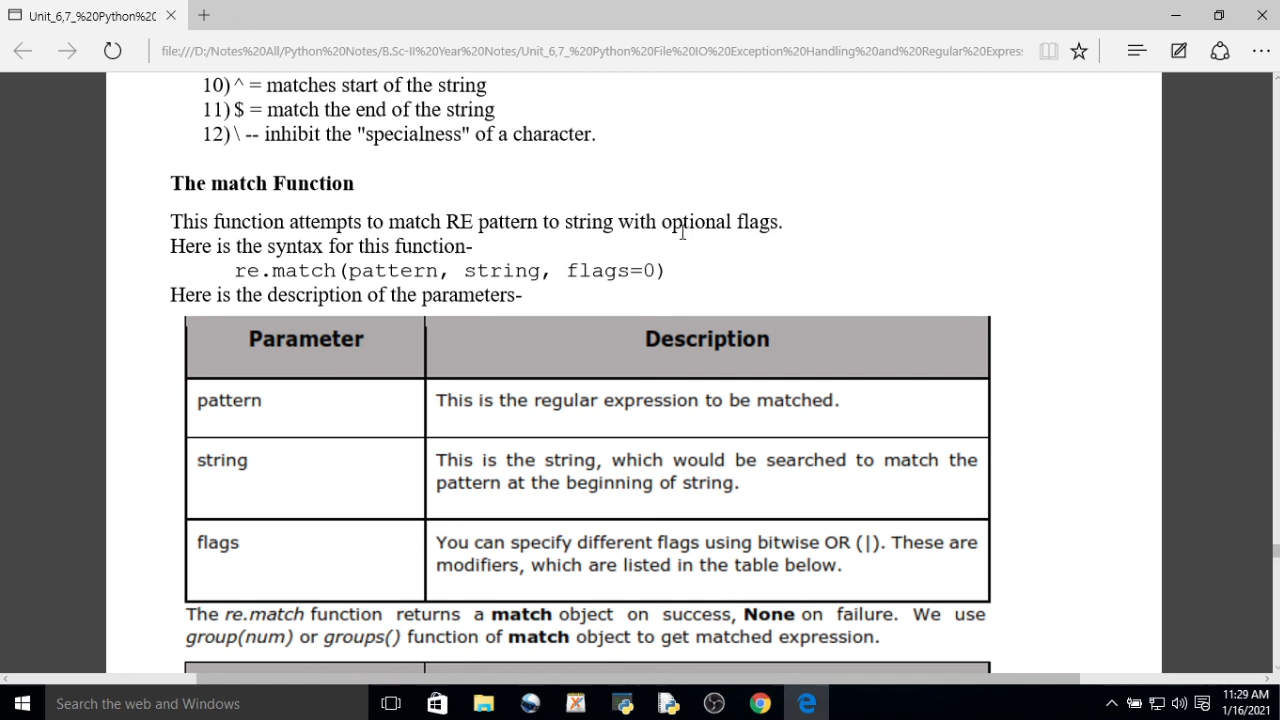 Unit_6,7_%20Python%2C
file:///D:/Notes%20All/Python%20Notes/B.Sc-II%20Year%20Notes/Unit_6,7_%20Python%20File%20IO%20Exception%20Handling%20and%20Regular%20Express
10) ^ = matches start of the string
11) $ = match the end of the string
12) \ -- inhibit the "specialness" of a character.
The match Function
This function attempts to match RE pattern to string with optional flags.
Here is the syntax for this function-
re.match(pattern, string, flags=0)
Here is the description of the parameters-
Parameter Description
pattern This is the regular expression to be matched.
string This is the string, which would be searched to match the
pattern at the beginning of string.
flags You can specify different flags using bitwise OR (|). These are
modifiers, which are listed in the table below.
The re.match function returns a match object on success, None on failure. We use
group(num) or groups() function of match object to get matched expression.
Search the web and Windows
11:29 AM
1/16/2021